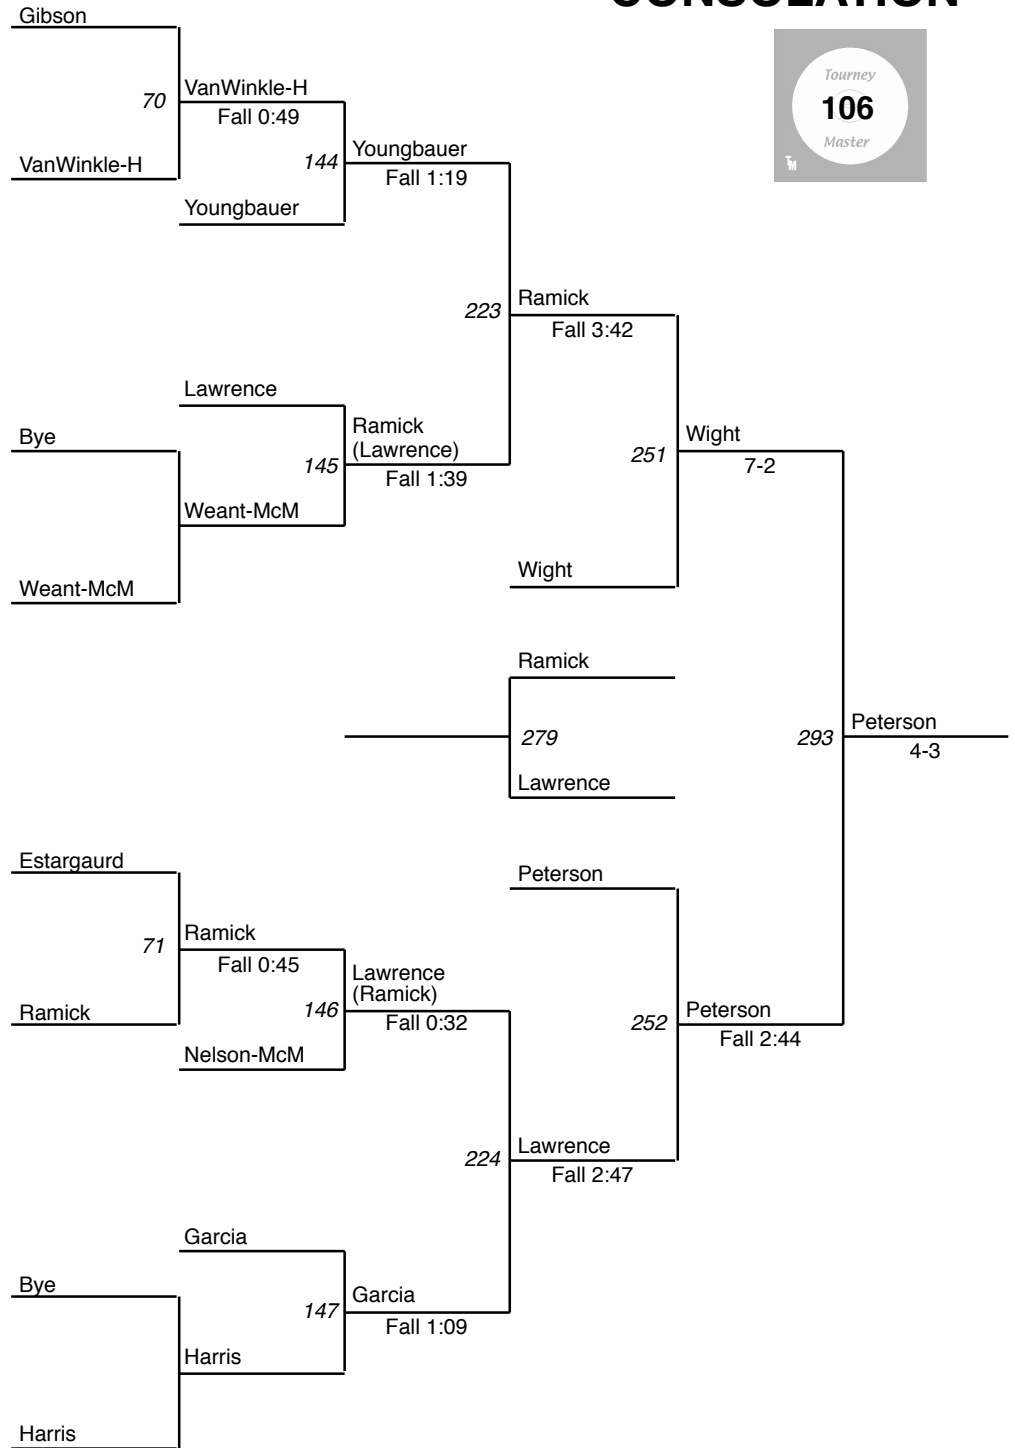 CONSOLATION
Gibson
Tourney
106
Master
TM
70
VanWinkle-H
Fall 0:49
VanWinkle-H
144
Youngbauer
Fall 1:19
Youngbauer
223
Ramick
Fall 3:42
Lawrence
Bye
Ramick
(Lawrence)
145
Fall 1:39
251
Wight
7-2
Weant-McM
Wight
Weant-McM
Ramick
279
293
Peterson
4-3
Lawrence
Estargaurd
Peterson
71
Ramick
Fall 0:45
Lawrence
(Ramick)
Ramick
146
Fall 0:32
252
Peterson
Fall 2:44
Nelson-McM
224
Lawrence
Fall 2:47
Garcia
Bye
147
Garcia
Fall 1:09
Harris
Harris